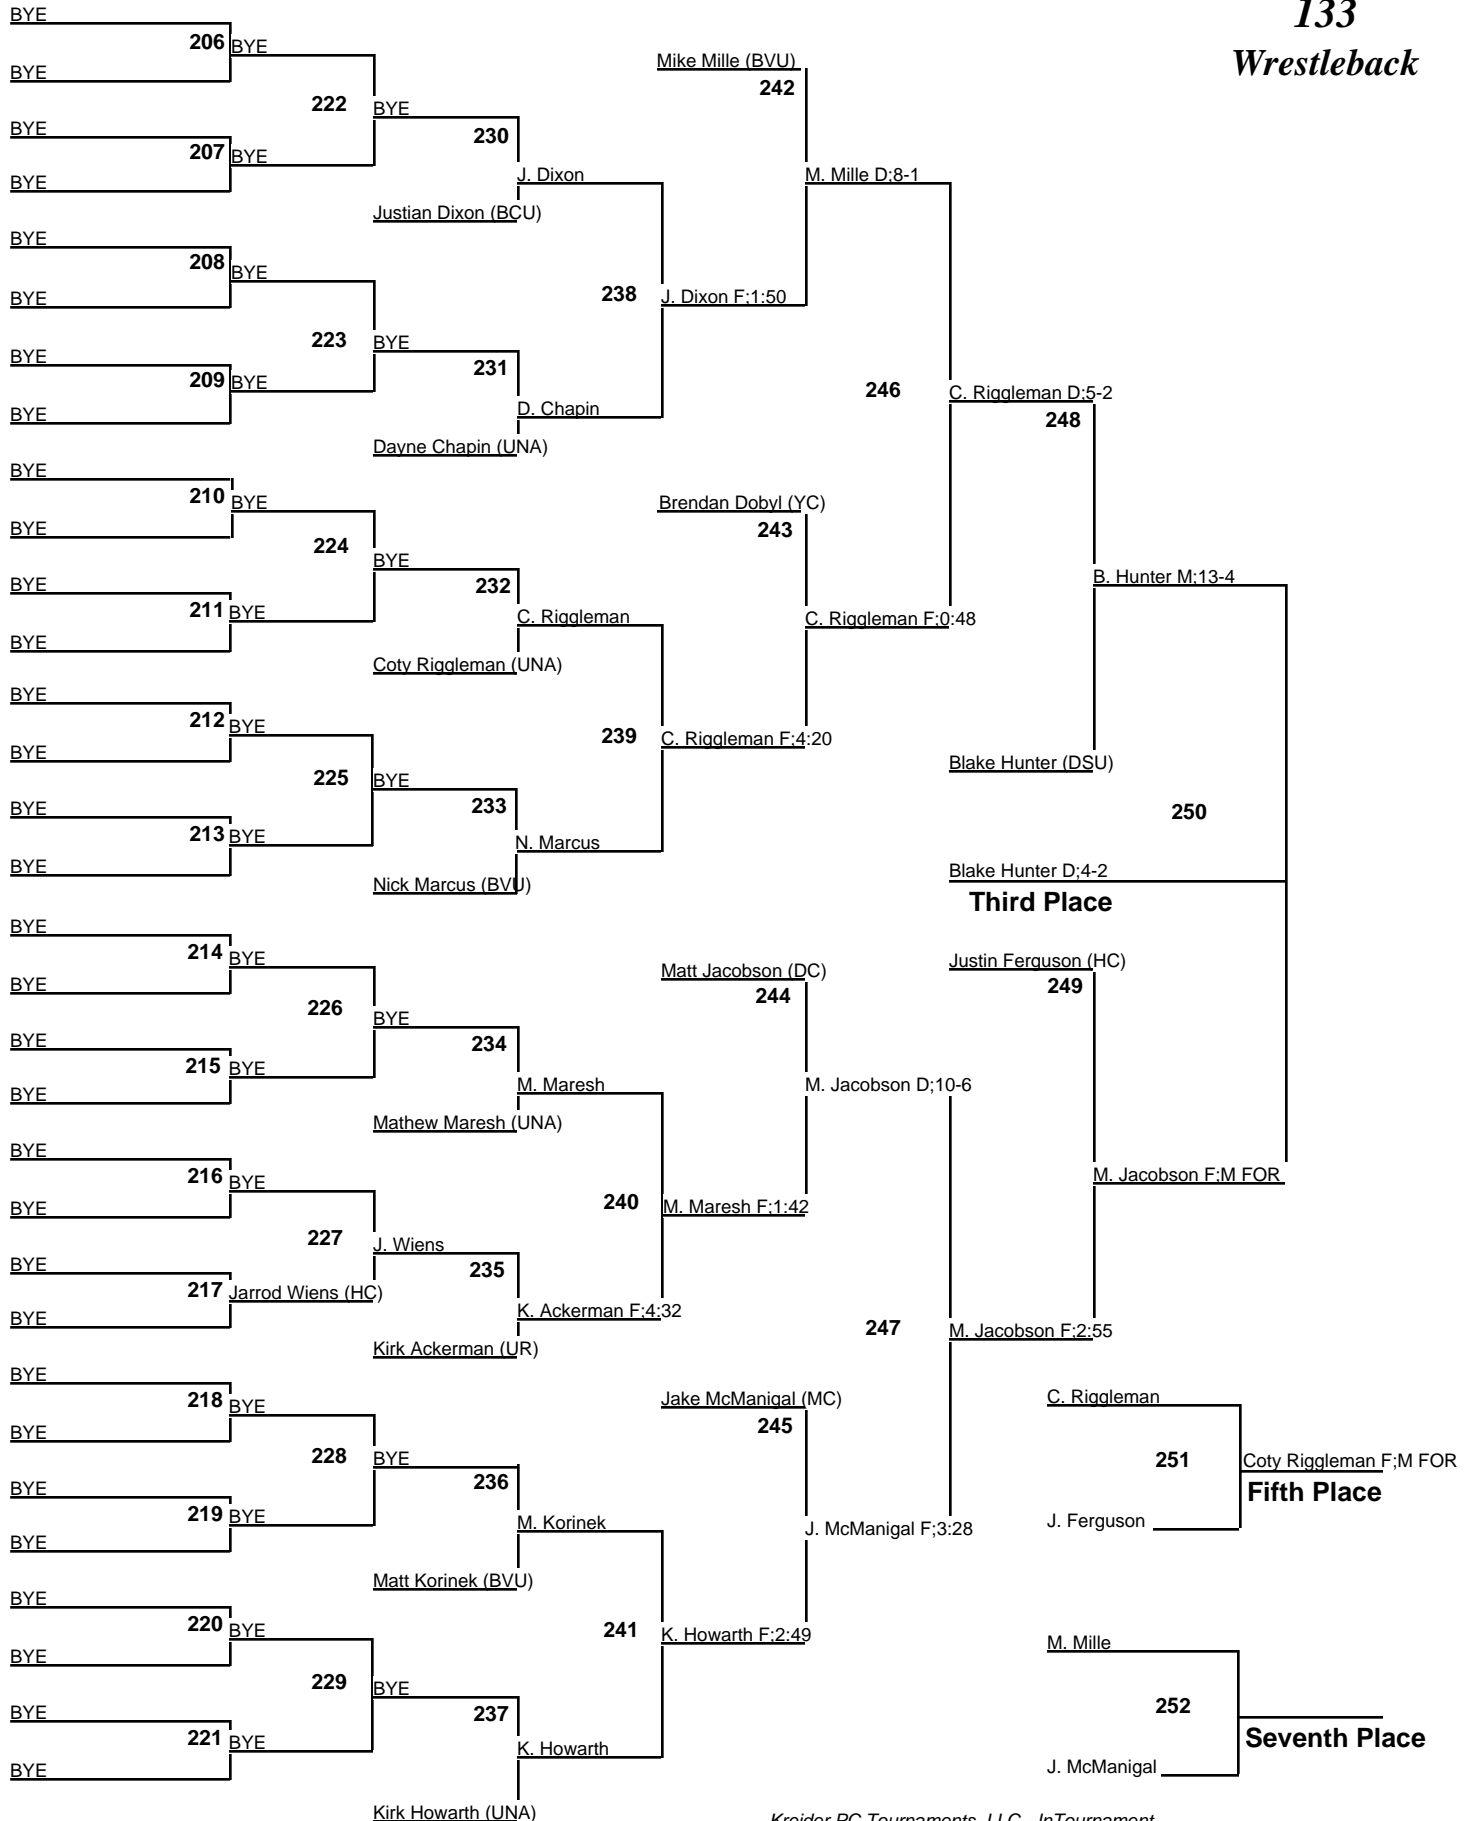 133
Wrestleback
BYE
206 BYE
BYE
222 BYE
BYE
207 BYE
BYE
230
J. Dixon
Justian Dixon (BCU)
BYE
208 BYE
BYE
223 BYE
BYE
209 BYE
BYE
231
D. Chapin
Dayne Chapin (UNA)
238 J. Dixon F;1:50
Mike Mille (BVU)
242
M. Mille D;8-1
BYE
210 BYE
BYE
224 BYE
BYE
211 BYE
BYE
232
C. Riggleman
Coty Riggleman (UNA)
BYE
212 BYE
BYE
225 BYE
BYE
213 BYE
BYE
233
N. Marcus
Nick Marcus (BVU)
239 C. Riggleman F;4:20
Brendan Dobyl (YC)
243
C. Riggleman F;0:48
246 C. Riggleman D;5-2
248
B. Hunter M;13-4
Blake Hunter (DSU)
250
Blake Hunter D;4-2
Third Place
BYE
214 BYE
BYE
226 BYE
BYE
215 BYE
BYE
234
M. Maresh
Mathew Maresh (UNA)
BYE
216 BYE
BYE
227 J. Wiens
BYE
217 Jarrod Wiens (HC)
BYE
235
K. Ackerman F;4:32
Kirk Ackerman (UR)
240 M. Maresh F;1:42
Matt Jacobson (DC)
244
M. Jacobson D;10-6
Justin Ferguson (HC)
249
M. Jacobson F;M FOR
247 M. Jacobson F;2:55
BYE
218 BYE
BYE
228 BYE
BYE
219 BYE
BYE
236
M. Korinek
Matt Korinek (BVU)
BYE
220 BYE
BYE
229 BYE
BYE
221 BYE
BYE
237
K. Howarth
Kirk Howarth (UNA)
241 K. Howarth F;2:49
Jake McManigal (MC)
245
J. McManigal F;3:28
C. Riggleman
251 Coty Riggleman F;M FOR
Fifth Place
J. Ferguson
M. Mille
252
Seventh Place
J. McManigal
Kreider PC Tournaments, LLC - InTournament